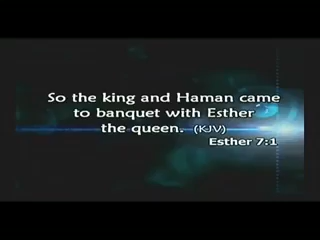 So the king and Haman came
to banquet with Esther
the queen. (KJV)
Esther 7:1